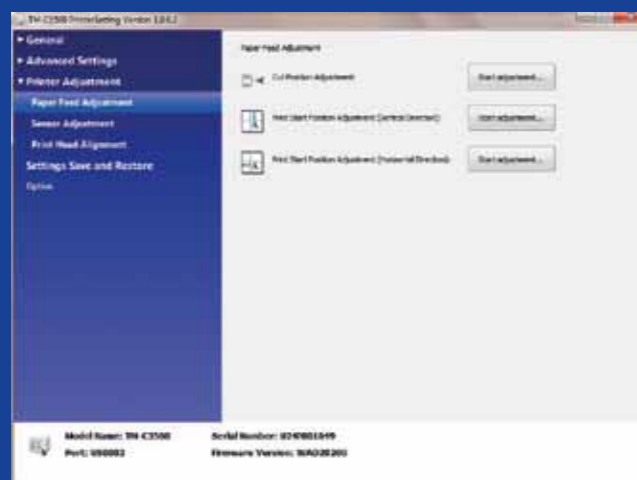 TM-C3500 PrinterSetting Version 1.0.6.2
General
Advanced Settings
Printer Adjustment
Paper Feed Adjustment
Sensor Adjustment
Print Head Alignment
Settings Save and Restore
Option
Paper Feed Adjustment
Cut Position Adjustment
Start adjustment...
Print Start Position Adjustment (Vertical Direction)
Start adjustment...
Print Start Position Adjustment (Horizontal Direction)
Start adjustment...
Model Name: TM-C3500
Serial Number:
Port:
Firmware Version: